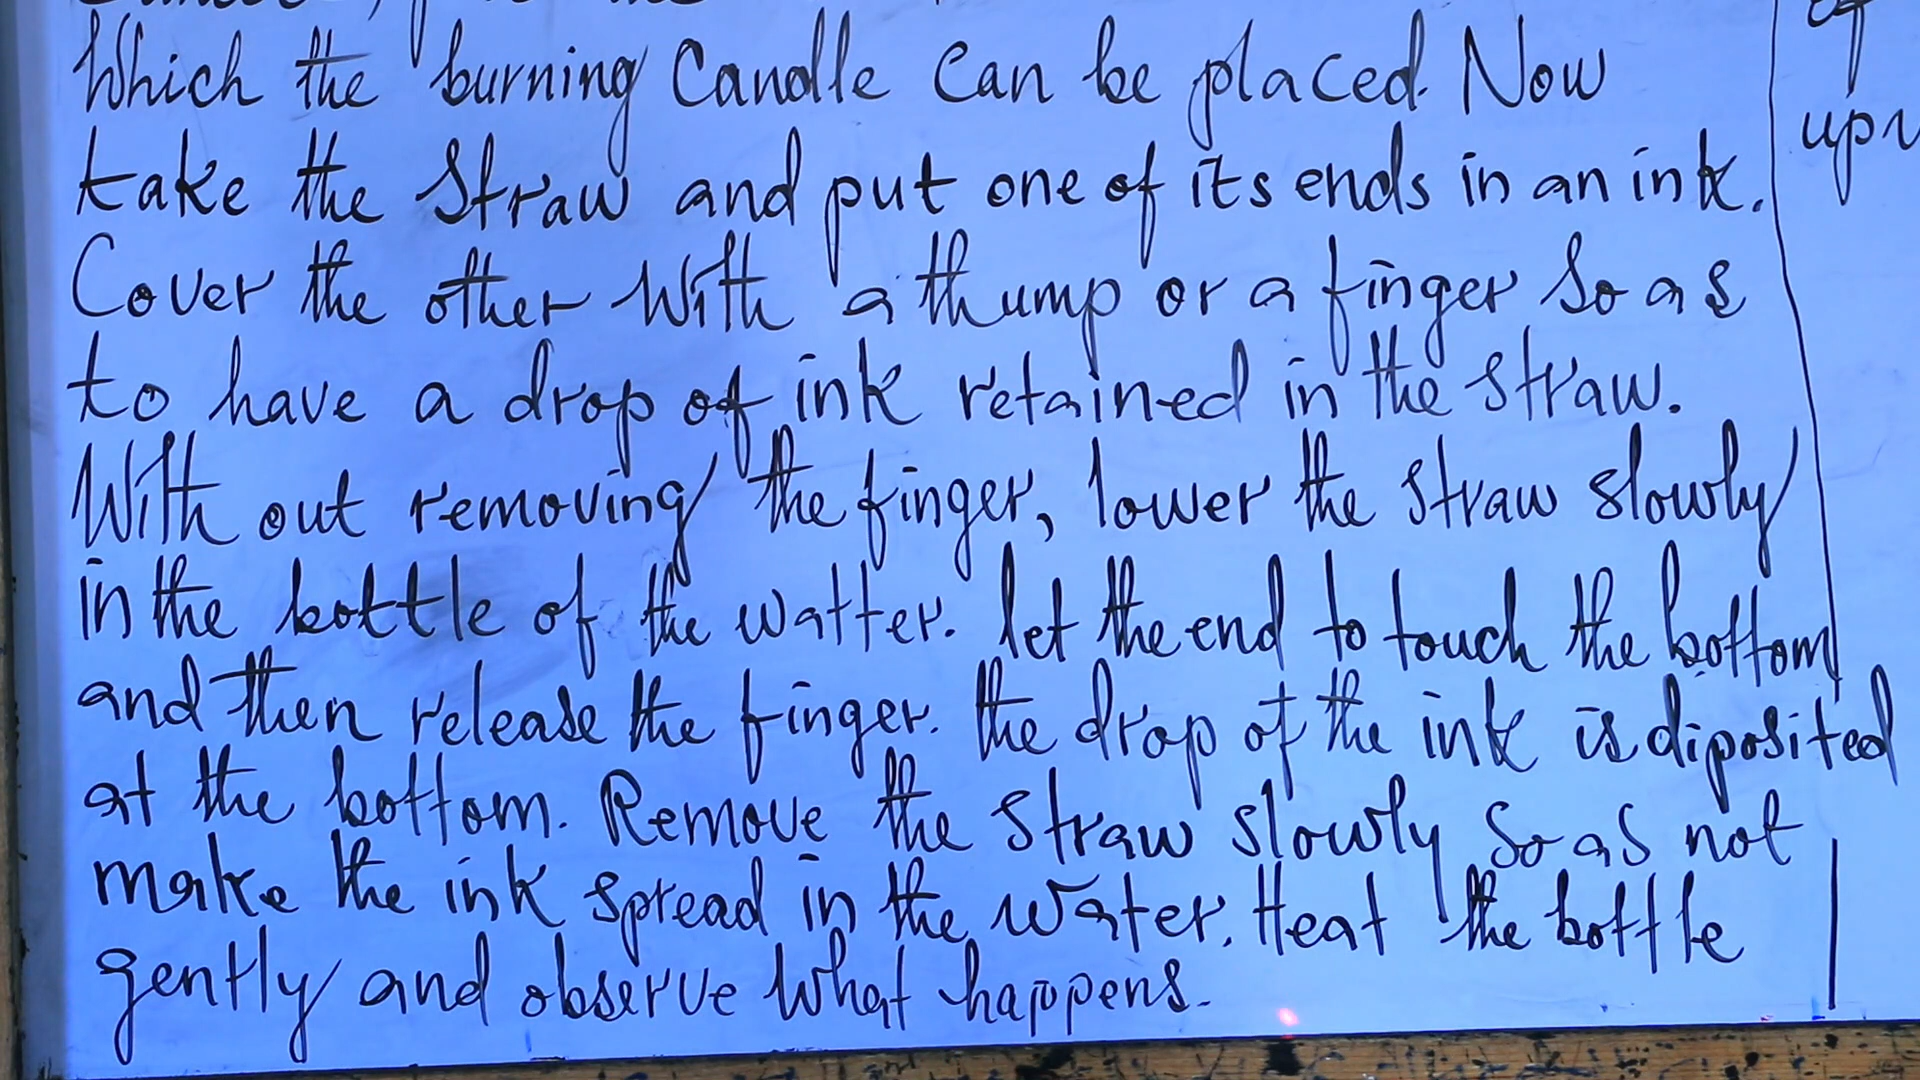 Which the burning Candle Can be placed. Now
take the straw and put one of its ends in an ink.
Cover the other With a thump or a finger so as
to have a drop of ink retained in the straw.
With out removing the finger, lower the straw slowly
in the bottle of the watter. let the end to touch the bottom
and then release the finger. the drop of the ink is diposited
at the bottom. Remove the straw slowly so as not
make the ink spread in the water. Heat the bottle
gently and observe what happens.